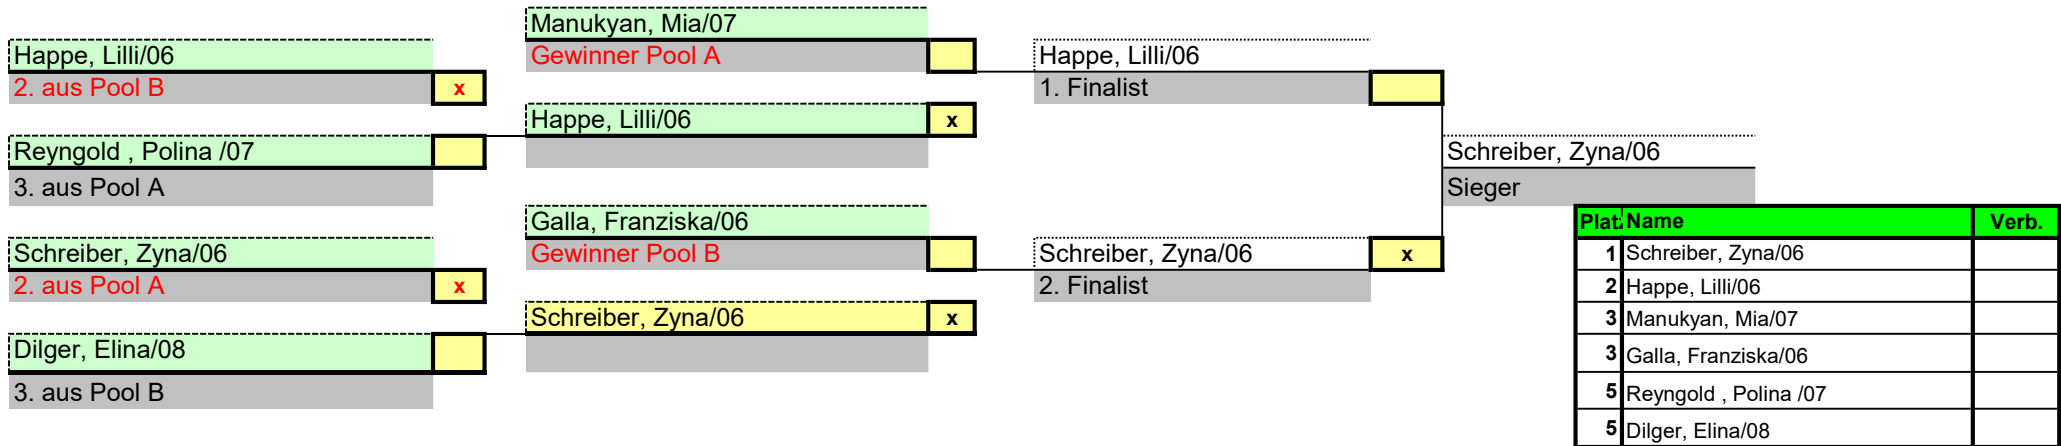 Happe, Lilli/06
2. aus Pool B
x
Reyngold , Polina /07
3. aus Pool A
Schreiber, Zyna/06
2. aus Pool A
x
Dilger, Elina/08
3. aus Pool B
Manukyan, Mia/07
Gewinner Pool A
Happe, Lilli/06
x
Galla, Franziska/06
Gewinner Pool B
Schreiber, Zyna/06
x
Happe, Lilli/06
1. Finalist
Schreiber, Zyna/06
x
2. Finalist
Schreiber, Zyna/06
Sieger
Platz Name Verb.
1 Schreiber, Zyna/06
2 Happe, Lilli/06
3 Manukyan, Mia/07
3 Galla, Franziska/06
5 Reyngold , Polina /07
5 Dilger, Elina/08